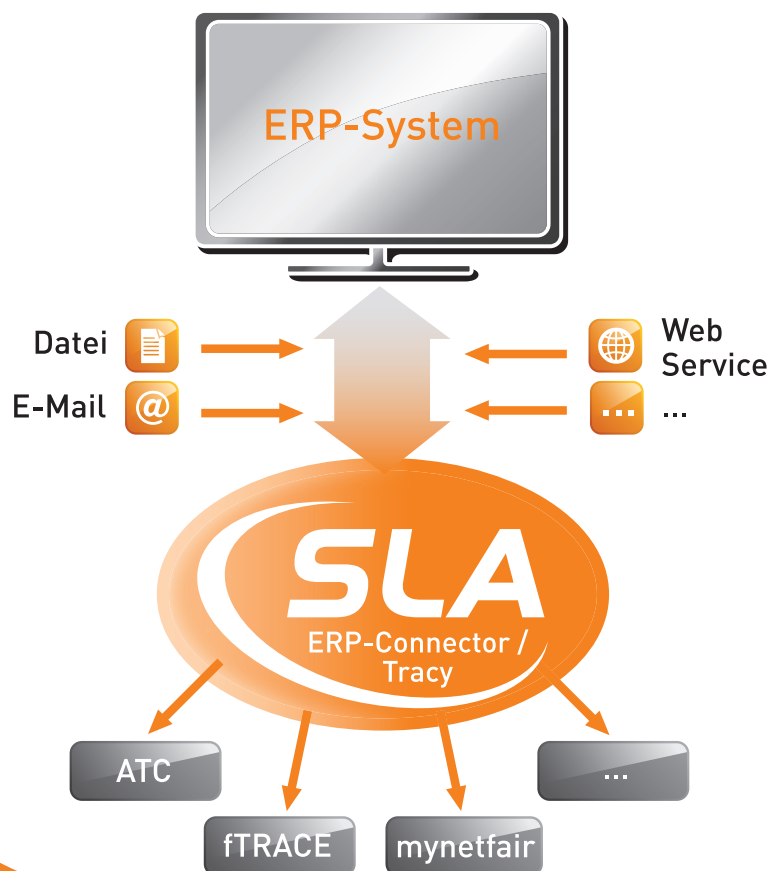 ERP-System
Datei
E-Mail
@
Web
Service
...
...
SLA
ERP-Connector /
Tracy
ATC
...
fTRACE
mynetfair